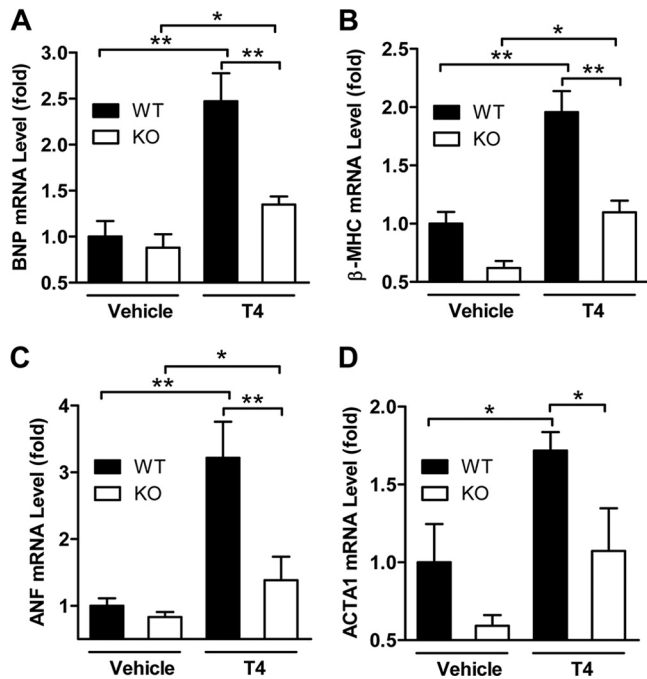 A
BNP mRNA Level (fold)
3.0
2.5
2.0
1.5
1.0
0.5
WT
KO
**
*
**
Vehicle
T4
B
β-MHC mRNA Level (fold)
2.5
2.0
1.5
1.0
0.5
WT
KO
*
**
**
Vehicle
T4
C
ANF mRNA Level (fold)
4
3
2
1
WT
KO
*
**
**
Vehicle
T4
D
ACTA1 mRNA Level (fold)
2.0
1.5
1.0
0.5
WT
KO
*
*
Vehicle
T4